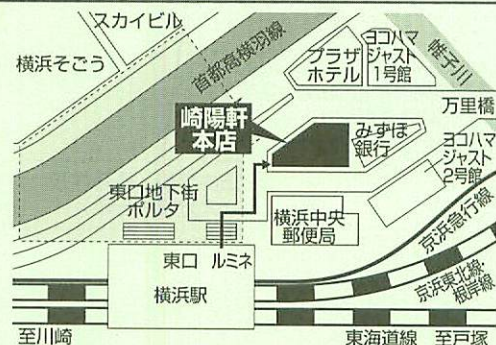 スカイビル
横浜そごう
首都高横羽線
プラザ
ホテル
ヨコハマ
ジャスト
1号館
帷子川
万里橋
崎陽軒
本店
みずほ
銀行
ヨコハマ
ジャスト
2号館
東口地下街
ポルタ
横浜中央
郵便局
京浜急行線
京浜東北線・
根岸線
東口 ルミネ
横浜駅
至川崎
東海道線 至戸塚